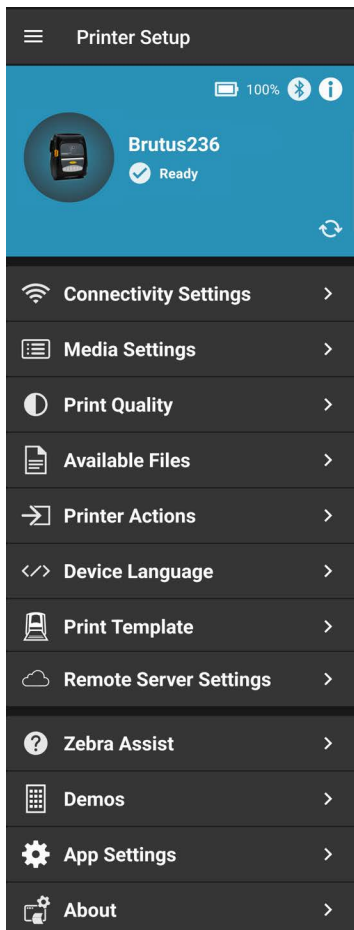 Printer Setup
100%
Brutus236
Ready
Connectivity Settings
Media Settings
Print Quality
Available Files
Printer Actions
Device Language
Print Template
Remote Server Settings
Zebra Assist
Demos
App Settings
About